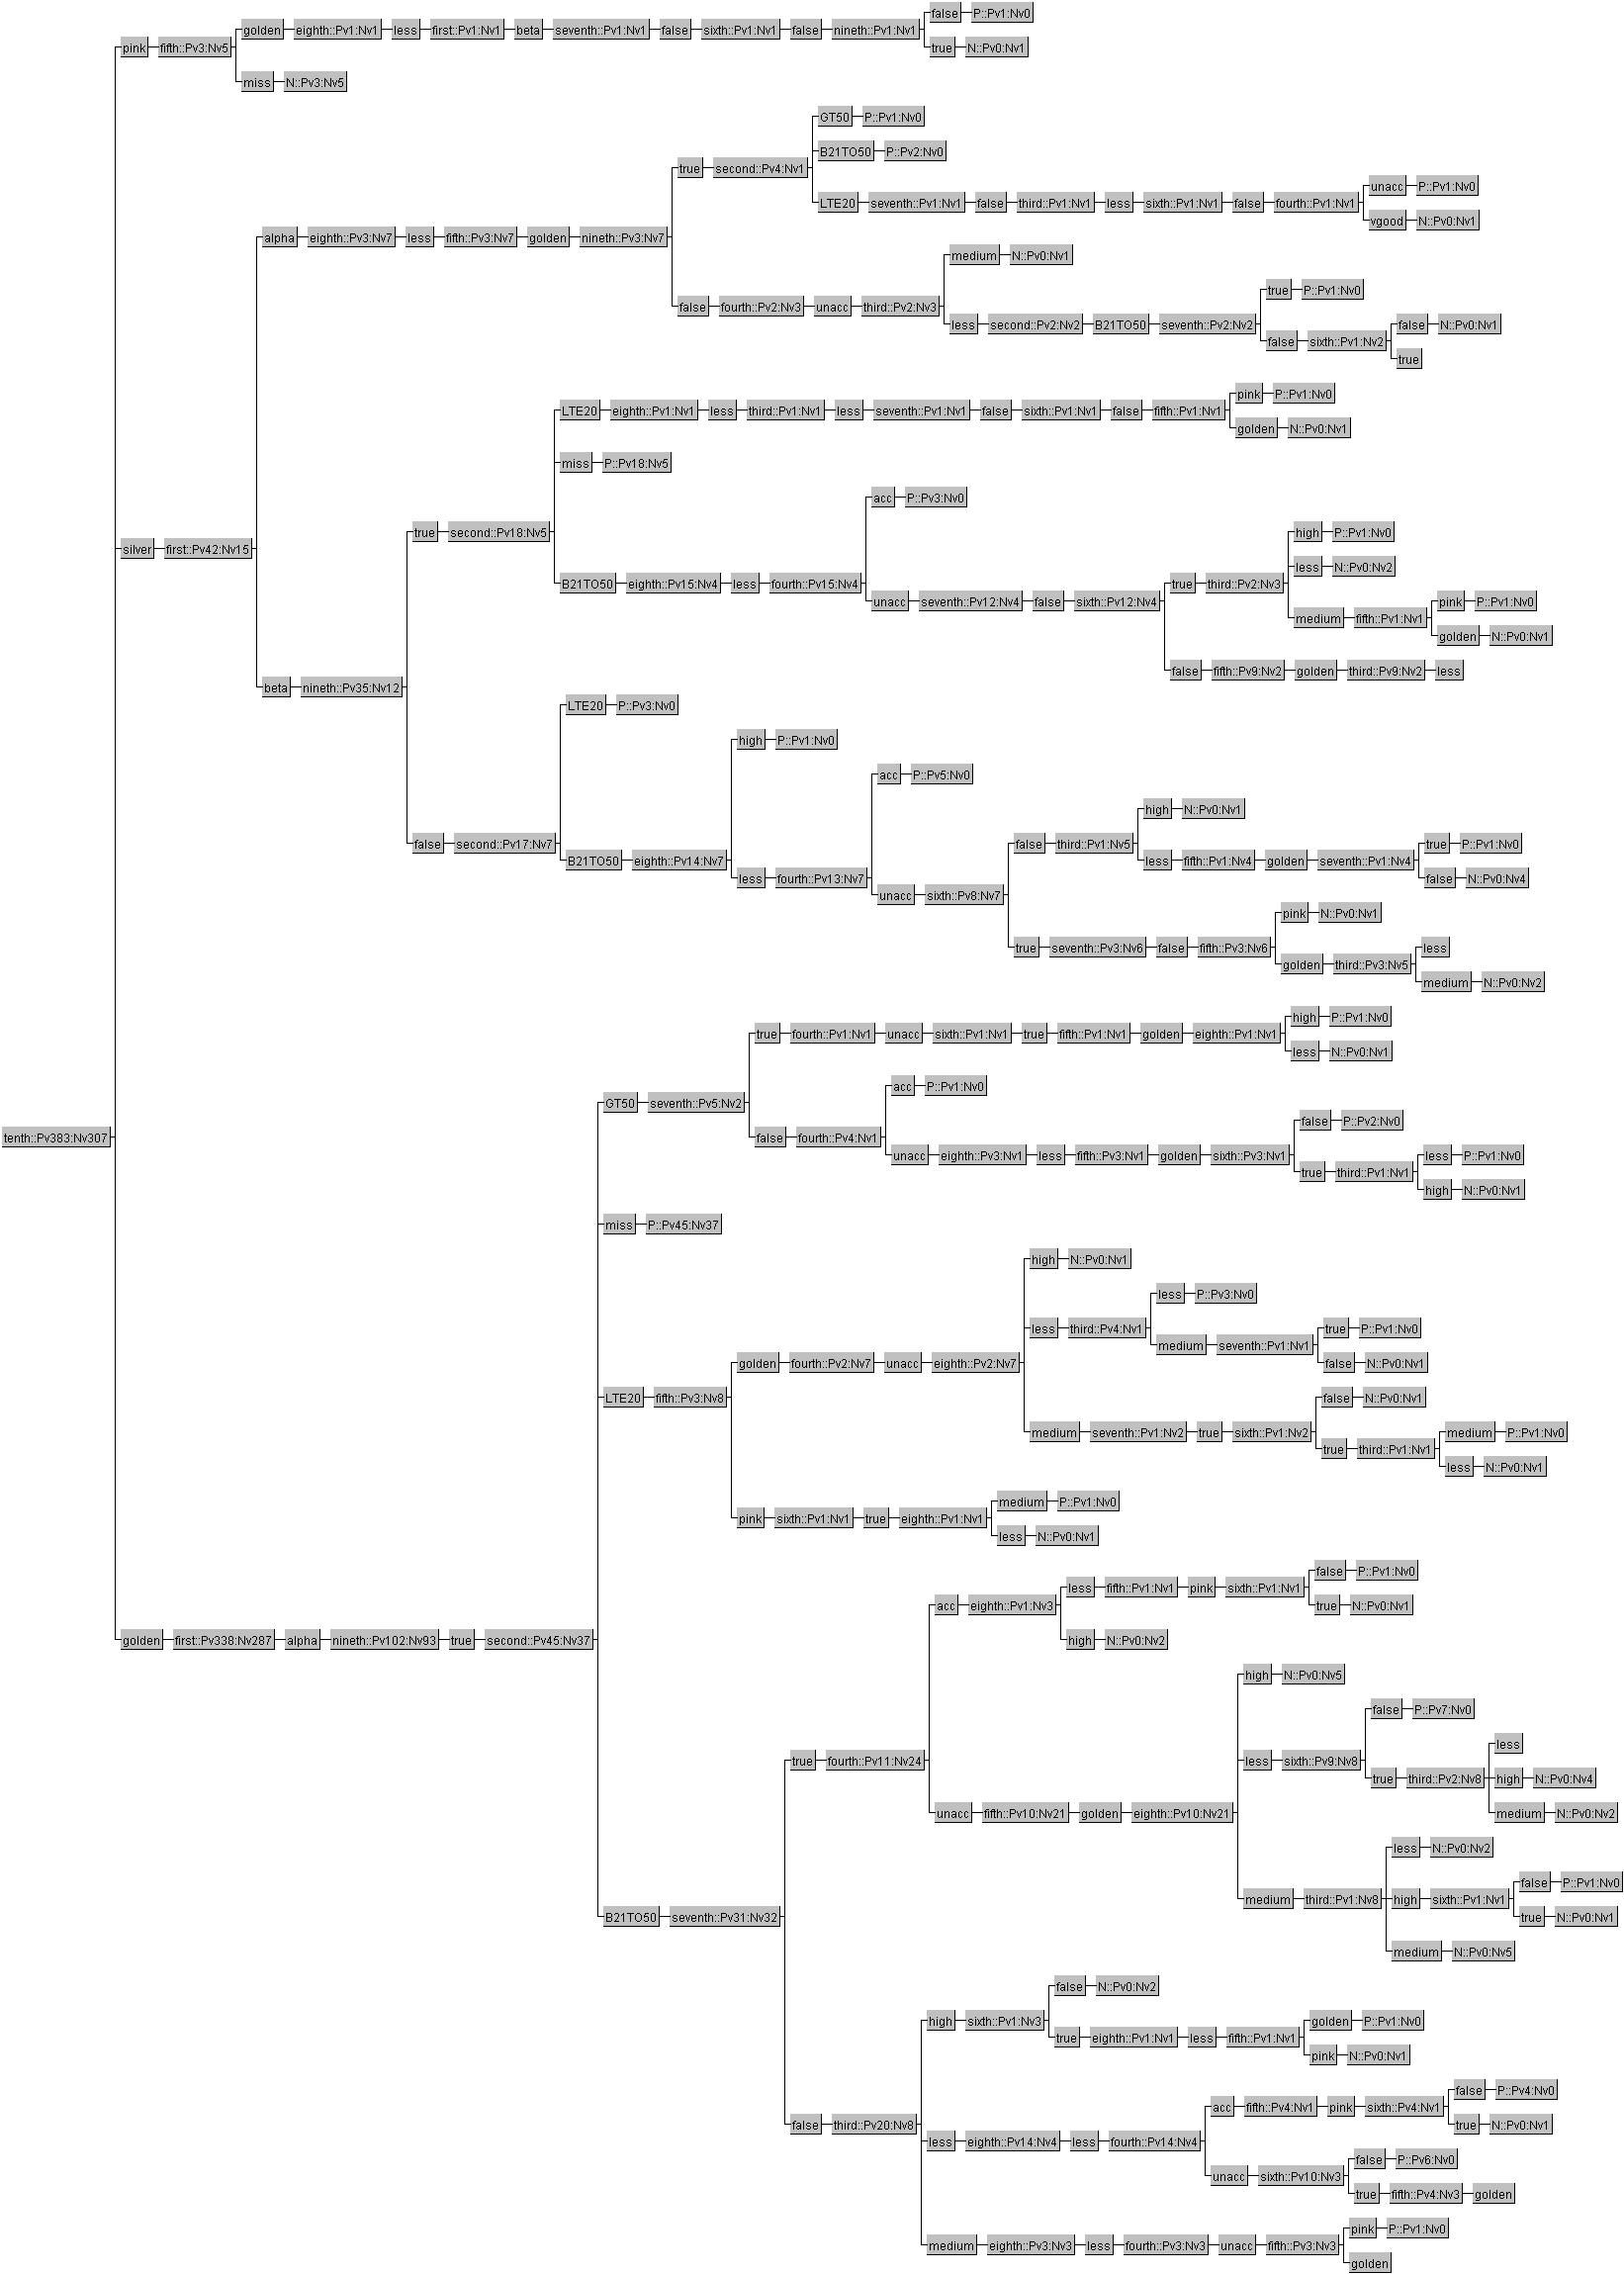 false P::Pv1:Nv0
golden eighth::Pv1:Nv1 less first::Pv1:Nv1 beta seventh::Pv1:Nv1 false sixth::Pv1:Nv1 false nineth::Pv1:Nv1
pink fifth::Pv3:Nv5 true N::Pv0:Nv1
miss N::Pv3:Nv5
GT50 P::Pv1:Nv0
B21TO50 P::Pv2:Nv0
true second::Pv4:Nv1
unacc P::Pv1:Nv0
LTE20 seventh::Pv1:Nv1 false third::Pv1:Nv1 less sixth::Pv1:Nv1 false fourth::Pv1:Nv1
vgood N::Pv0:Nv1
alpha eighth::Pv3:Nv7 less fifth::Pv3:Nv7 golden nineth::Pv3:Nv7
medium N::Pv0:Nv1
true P::Pv1:Nv0
false fourth::Pv2:Nv3 unacc third::Pv2:Nv3
less second::Pv2:Nv2 B21TO50 seventh::Pv2:Nv2 false N::Pv0:Nv1
false sixth::Pv1:Nv2
true
pink P::Pv1:Nv0
LTE20 eighth::Pv1:Nv1 less third::Pv1:Nv1 less seventh::Pv1:Nv1 false sixth::Pv1:Nv1 false fifth::Pv1:Nv1
golden N::Pv0:Nv1
miss P::Pv18:Nv5
acc P::Pv3:Nv0
true second::Pv18:Nv5 high P::Pv1:Nv0
silver first::Pv42:Nv15
less N::Pv0:Nv2
B21TO50 eighth::Pv15:Nv4 less fourth::Pv15:Nv4 true third::Pv2:Nv3
unacc seventh::Pv12:Nv4 false sixth::Pv12:Nv4 pink P::Pv1:Nv0
medium fifth::Pv1:Nv1
golden N::Pv0:Nv1
false fifth::Pv9:Nv2 golden third::Pv9:Nv2 less
beta nineth::Pv35:Nv12
LTE20 P::Pv3:Nv0
high P::Pv1:Nv0
acc P::Pv5:Nv0
high N::Pv0:Nv1
false second::Pv17:Nv7 false third::Pv1:Nv5 true P::Pv1:Nv0
B21TO50 eighth::Pv14:Nv7 less fifth::Pv1:Nv4 golden seventh::Pv1:Nv4
less fourth::Pv13:Nv7 false N::Pv0:Nv4
unacc sixth::Pv8:Nv7
pink N::Pv0:Nv1
true seventh::Pv3:Nv6 false fifth::Pv3:Nv6 less
golden third::Pv3:Nv5
medium N::Pv0:Nv2
high P::Pv1:Nv0
true fourth::Pv1:Nv1 unacc sixth::Pv1:Nv1 true fifth::Pv1:Nv1 golden eighth::Pv1:Nv1
less N::Pv0:Nv1
acc P::Pv1:Nv0
GT50 seventh::Pv5:Nv2
false P::Pv2:Nv0
tenth::Pv383:Nv307 false fourth::Pv4:Nv1
unacc eighth::Pv3:Nv1 less fifth::Pv3:Nv1 golden sixth::Pv3:Nv1 less P::Pv1:Nv0
true third::Pv1:Nv1
high N::Pv0:Nv1
miss P::Pv45:Nv37
high N::Pv0:Nv1
less P::Pv3:Nv0
less third::Pv4:Nv1 true P::Pv1:Nv0
medium seventh::Pv1:Nv1
golden fourth::Pv2:Nv7 unacc eighth::Pv2:Nv7 false N::Pv0:Nv1
LTE20 fifth::Pv3:Nv8 false N::Pv0:Nv1
medium seventh::Pv1:Nv2 true sixth::Pv1:Nv2 medium P::Pv1:Nv0
true third::Pv1:Nv1
less N::Pv0:Nv1
medium P::Pv1:Nv0
pink sixth::Pv1:Nv1 true eighth::Pv1:Nv1
less N::Pv0:Nv1
false P::Pv1:Nv0
less fifth::Pv1:Nv1 pink sixth::Pv1:Nv1
acc eighth::Pv1:Nv3 true N::Pv0:Nv1
golden first::Pv338:Nv287 alpha nineth::Pv102:Nv93 true second::Pv45:Nv37 high N::Pv0:Nv2
high N::Pv0:Nv5
false P::Pv7:Nv0
less
true fourth::Pv11:Nv24 less sixth::Pv9:Nv8
true third::Pv2:Nv8 high N::Pv0:Nv4
unacc fifth::Pv10:Nv21 golden eighth::Pv10:Nv21 medium N::Pv0:Nv2
less N::Pv0:Nv2
false P::Pv1:Nv0
medium third::Pv1:Nv8 high sixth::Pv1:Nv1
B21TO50 seventh::Pv31:Nv32 true N::Pv0:Nv1
medium N::Pv0:Nv5
false N::Pv0:Nv2
high sixth::Pv1:Nv3 golden P::Pv1:Nv0
true eighth::Pv1:Nv1 less fifth::Pv1:Nv1
pink N::Pv0:Nv1
false P::Pv4:Nv0
acc fifth::Pv4:Nv1 pink sixth::Pv4:Nv1
false third::Pv20:Nv8 true N::Pv0:Nv1
less eighth::Pv14:Nv4 less fourth::Pv14:Nv4
false P::Pv6:Nv0
unacc sixth::Pv10:Nv3
true fifth::Pv4:Nv3 golden
pink P::Pv1:Nv0
medium eighth::Pv3:Nv3 less fourth::Pv3:Nv3 unacc fifth::Pv3:Nv3
golden